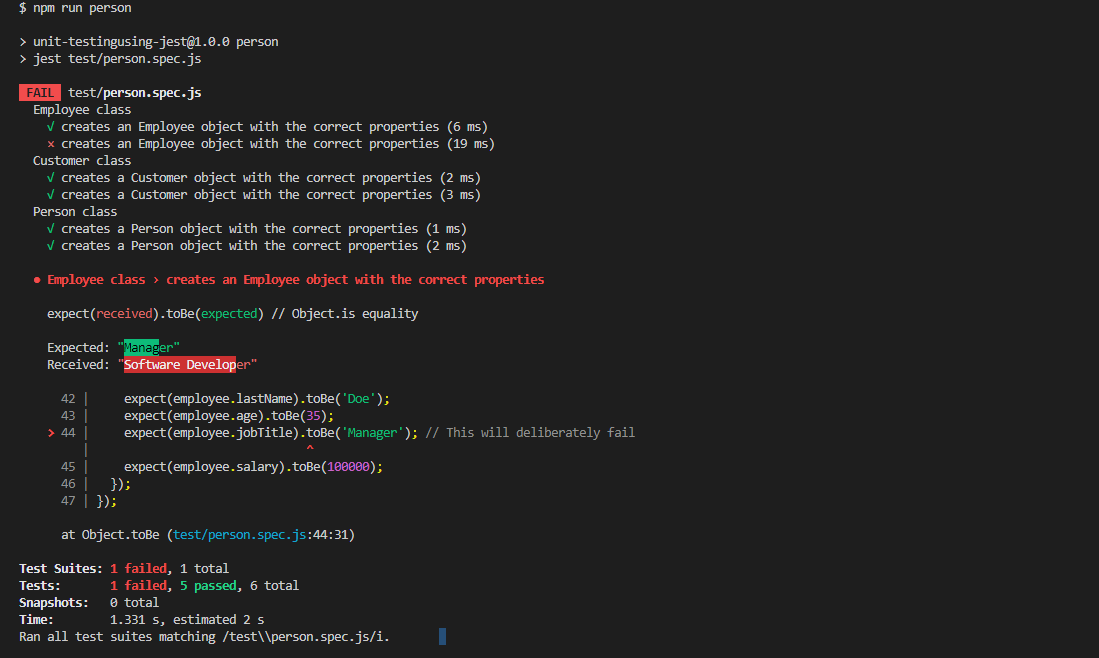 $ npm run person
> unit-testingusing-jest@1.0.0 person
> jest test/person.spec.js
FAIL test/person.spec.js
Employee class
√ creates an Employee object with the correct properties (6 ms)
× creates an Employee object with the correct properties (19 ms)
Customer class
√ creates a Customer object with the correct properties (2 ms)
√ creates a Customer object with the correct properties (3 ms)
Person class
√ creates a Person object with the correct properties (1 ms)
√ creates a Person object with the correct properties (2 ms)
● Employee class › creates an Employee object with the correct properties
expect(received).toBe(expected) // Object.is equality
Expected: "Manager"
Received: "Software Developer"
42 |     expect(employee.lastName).toBe('Doe');
43 |     expect(employee.age).toBe(35);
> 44 |     expect(employee.jobTitle).toBe('Manager'); // This will deliberately fail
|                               ^
45 |     expect(employee.salary).toBe(100000);
46 |   });
47 | });
at Object.toBe (test/person.spec.js:44:31)
Test Suites: 1 failed, 1 total
Tests:       1 failed, 5 passed, 6 total
Snapshots:   0 total
Time:        1.331 s, estimated 2 s
Ran all test suites matching /test\\person.spec.js/i.